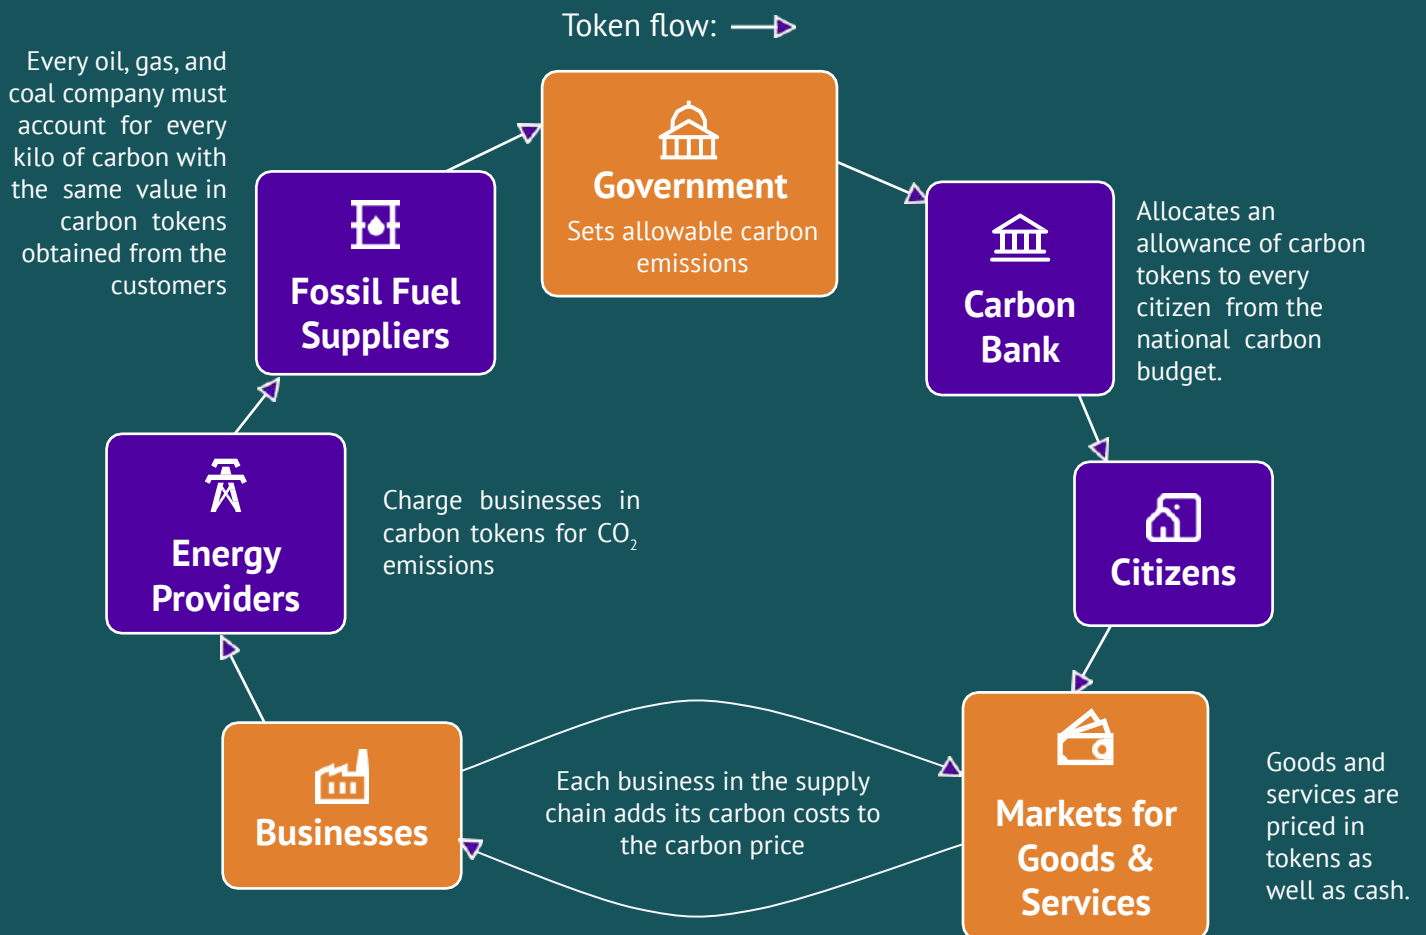 Token flow:
Every oil, gas, and
coal company must
account for every
kilo of carbon with
the same value in
carbon tokens
obtained from the
customers
Government
Sets allowable carbon
emissions
Fossil Fuel
Suppliers
Carbon
Bank
Allocates an
allowance of carbon
tokens to every
citizen from the
national carbon
budget.
Energy
Providers
Charge businesses in
carbon tokens for CO₂
emissions
Citizens
Businesses
Each business in the supply
chain adds its carbon costs to
the carbon price
Markets for
Goods &
Services
Goods and
services are
priced in
tokens as
well as cash.